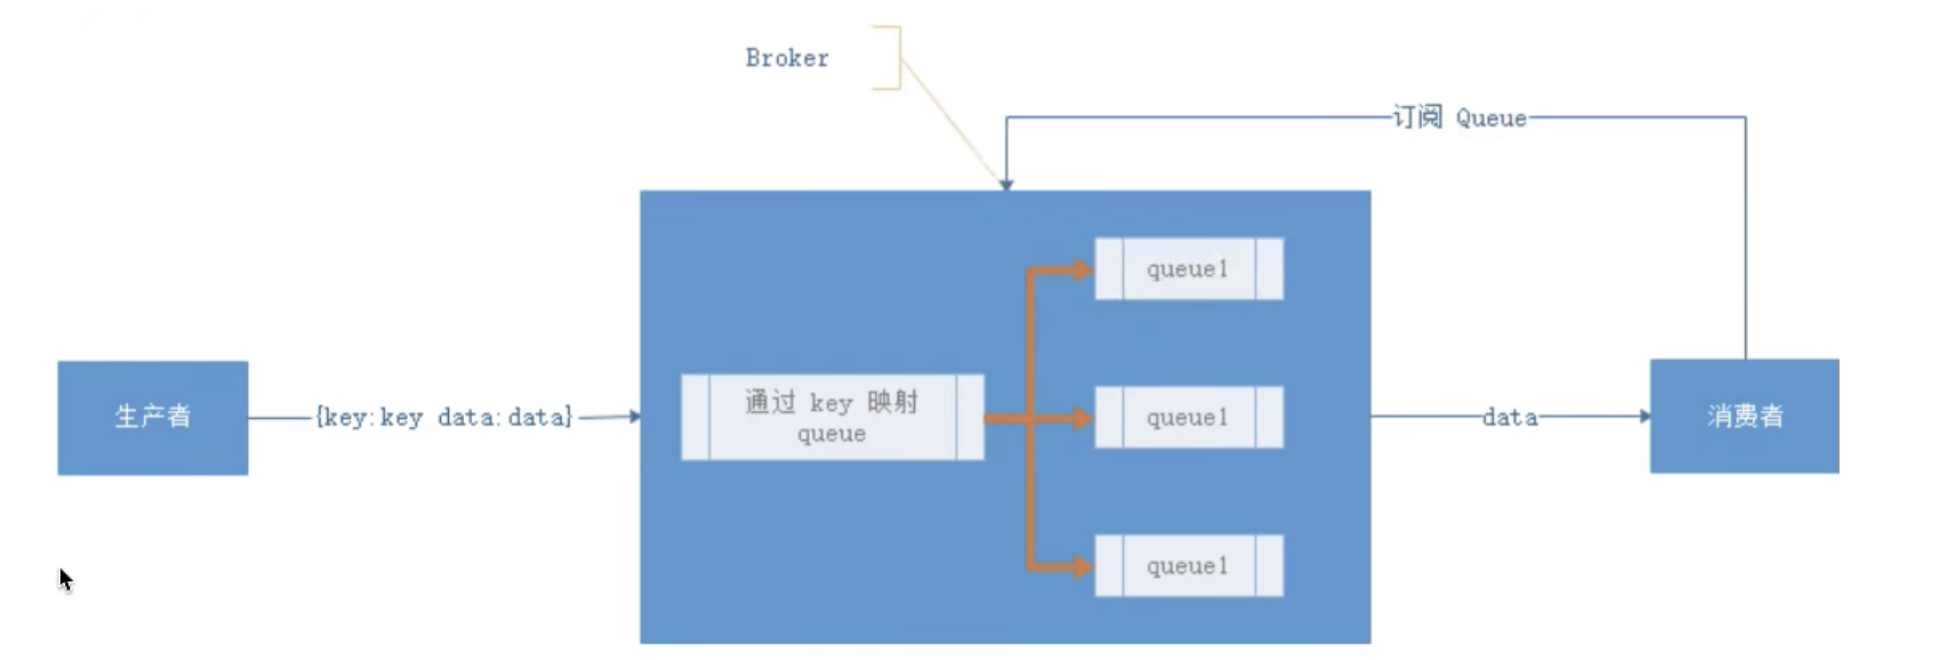 Broker
订阅 Queue
queue1
生产者
{key:key data:data}
通过 key 映射
queue
queue1
data
消费者
queue1